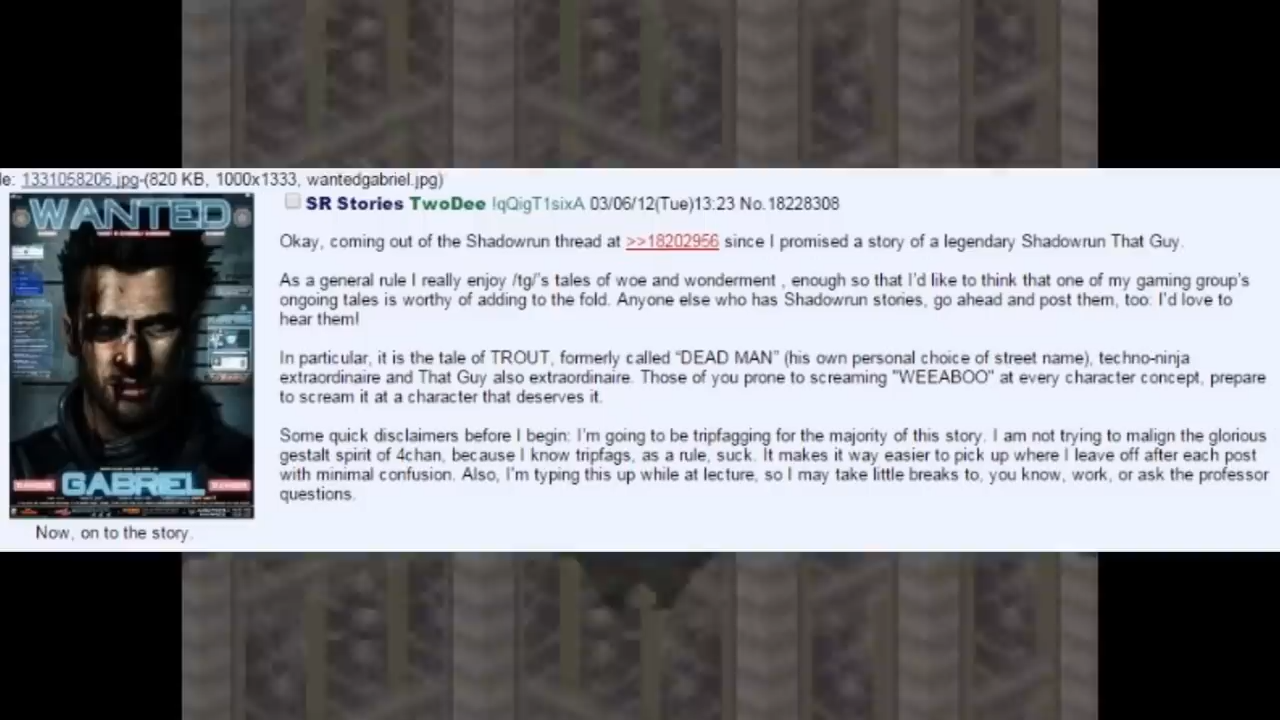 le: 1331058206.jpg-(820 KB, 1000x1333, wantedgabriel.jpg)
WANTED
GABRIEL
SR Stories TwoDee !qQigT1sixA 03/06/12(Tue)13:23 No.18228308
Okay, coming out of the Shadowrun thread at >>18202956 since I promised a story of a legendary Shadowrun That Guy.
As a general rule I really enjoy /tg/'s tales of woe and wonderment , enough so that I'd like to think that one of my gaming group's
ongoing tales is worthy of adding to the fold. Anyone else who has Shadowrun stories, go ahead and post them, too. I'd love to
hear them!
In particular, it is the tale of TROUT, formerly called "DEAD MAN" (his own personal choice of street name), techno-ninja
extraordinaire and That Guy also extraordinaire. Those of you prone to screaming "WEEABOO" at every character concept, prepare
to scream it at a character that deserves it.
Some quick disclaimers before I begin: I'm going to be tripfagging for the majority of this story. I am not trying to malign the glorious
gestalt spirit of 4chan, because I know tripfags, as a rule, suck. It makes it way easier to pick up where I leave off after each post
with minimal confusion. Also, I'm typing this up while at lecture, so I may take little breaks to, you know, work, or ask the professor
questions.
Now, on to the story.